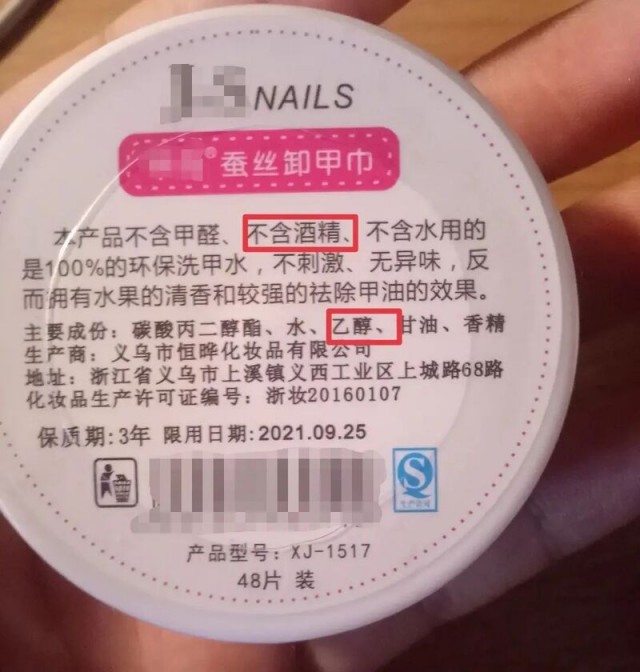 NAILS
®蚕丝卸甲巾
本产品不含甲醛、不含酒精、不含水用的
是100%的环保洗甲水，不刺激、无异味，反
而拥有水果的清香和较强的祛除甲油的效果。
主要成份：碳酸丙二醇酯、水、乙醇、甘油、香精
生产商：义乌市恒晔化妆品有限公司
地址：浙江省义乌市上溪镇义西工业区上城路68路
化妆品生产许可证编号：浙妆20160107
保质期:3年 限用日期:2021.09.25
S
生产许可
产品型号：XJ-1517
48片 装